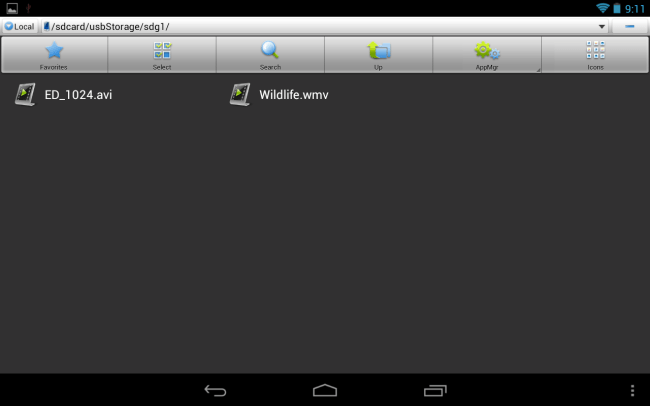 9:11
Local /sdcard/usbStorage/sdg1/
Favorites Select Search Up AppMgr Icons
ED_1024.avi Wildlife.wmv